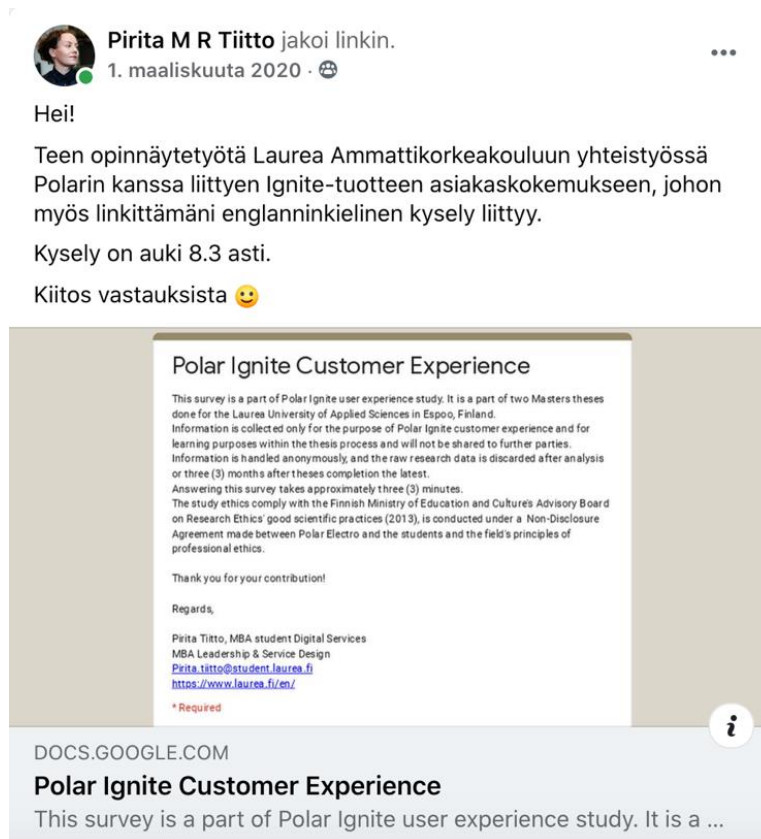 Pirita M R Tiitto jakoi linkin.
1. maaliskuuta 2020 ·
Hei!
Teen opinnäytetyötä Laurea Ammattikorkeakouluun yhteistyössä
Polarin kanssa liittyen Ignite-tuotteen asiakaskokemukseen, johon
myös linkittämäni englanninkielinen kysely liittyy.
Kysely on auki 8.3 asti.
Kiitos vastauksista 🙂
Polar Ignite Customer Experience
This survey is a part of Polar Ignite user experience study. It is a part of two Masters theses
done for the Laurea University of Applied Sciences in Espoo, Finland.
Information is collected only for the purpose of Polar Ignite customer experience and for
learning purposes within the thesis process and will not be shared to further parties.
Information is handled anonymously, and the raw research data is discarded after analysis
or three (3) months after theses completion the latest.
Answering this survey takes approximately three (3) minutes.
The study ethics comply with the Finnish Ministry of Education and Culture's Advisory Board
on Research Ethics' good scientific practices (2013), is conducted under a Non-Disclosure
Agreement made between Polar Electro and the students and the field's principles of
professional ethics.
Thank you for your contribution!
Regards,
Pirita Tiitto, MBA student Digital Services
MBA Leadership & Service Design
Pirita.tiitto@student.laurea.fi
https://www.laurea.fi/en/
* Required
DOCS.GOOGLE.COM
Polar Ignite Customer Experience
This survey is a part of Polar Ignite user experience study. It is a ...